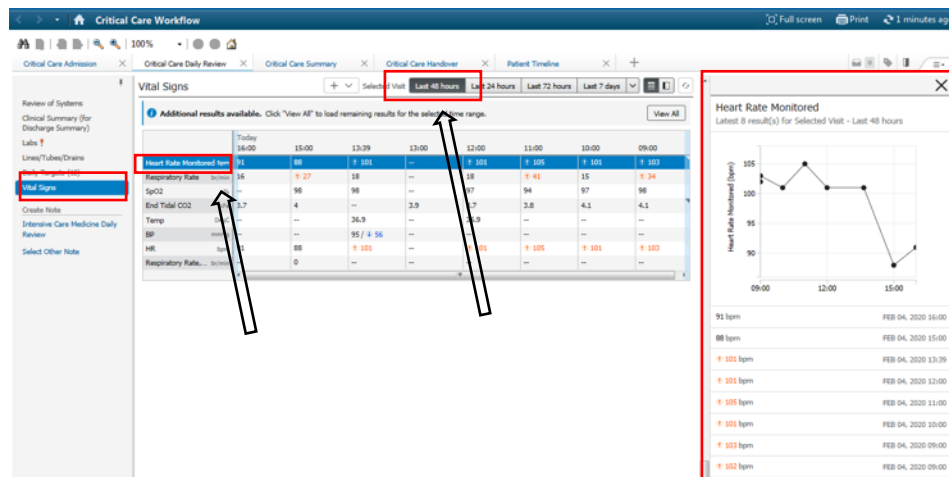 Critical Care Workflow
Full screen
Print
1 minutes ago
100%
Critical Care Admission
Critical Care Daily Review
Critical Care Summary
Critical Care Handover
Patient Timeline
Review of Systems
Clinical Summary (for
Discharge Summary)
Labs
Lines/Tubes/Drains
Daily Targets
Vital Signs
Create Note
Intensive Care Medicine Daily
Review
Select Other Note
Vital Signs
Selected Visit Last 48 hours Last 24 hours Last 72 hours Last 7 days
Additional results available. Click "View All" to load remaining results for the selected time range.
View All
Today
16:00 15:00 13:39 13:00 12:00 11:00 10:00 09:00
Heart Rate Monitored bpm 91 88 ↑ 101 -- ↑ 101 ↑ 105 ↑ 101 ↑ 103
Respiratory Rate br/min 16 ↑ 27 18 -- 18 ↑ 41 15 ↑ 34
SpO2 -- 98 98 -- 97 94 97 98
End Tidal CO2 3.7 4 -- 3.9 3.8 4.1 4.1
Temp DegC -- -- 36.9 -- -- -- --
BP -- -- 95 / ↓ 56 -- -- -- -- --
HR bpm 88 ↑ 101 -- ↑ 105 ↑ 101 ↑ 103
Respiratory Rate,... br/min 0 -- -- -- -- -- --
Heart Rate Monitored
Latest 8 result(s) for Selected Visit - Last 48 hours
Heart Rate Monitored (bpm)
105
100
95
90
09:00 12:00 15:00
91 bpm FEB 04, 2020 16:00
88 bpm FEB 04, 2020 15:00
↑ 101 bpm FEB 04, 2020 13:39
↑ 101 bpm FEB 04, 2020 12:00
↑ 105 bpm FEB 04, 2020 11:00
↑ 101 bpm FEB 04, 2020 10:00
↑ 103 bpm FEB 04, 2020 09:00
↑ 102 bpm FEB 04, 2020 09:00